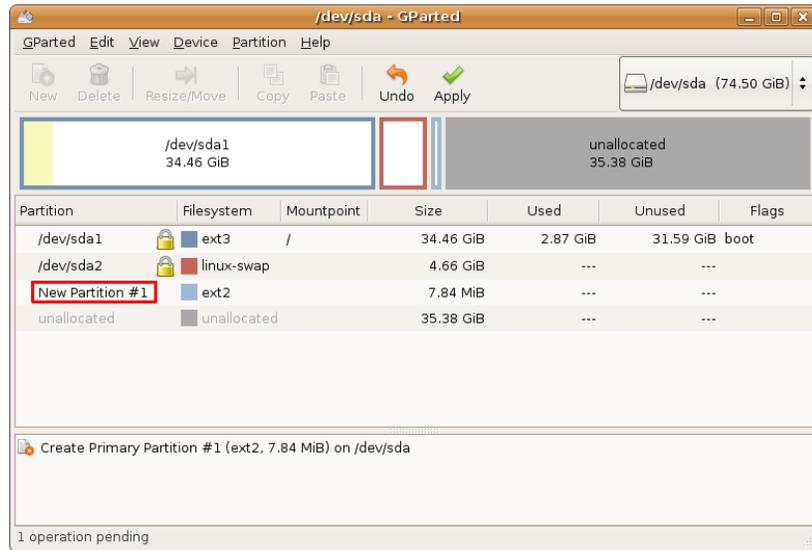 /dev/sda - GParted
GParted Edit View Device Partition Help
New Delete Resize/Move Copy Paste Undo Apply /dev/sda (74.50 GiB)
/dev/sda1
34.46 GiB
unallocated
35.38 GiB
Partition Filesystem Mountpoint Size Used Unused Flags
/dev/sda1 ext3 / 34.46 GiB 2.87 GiB 31.59 GiB boot
/dev/sda2 linux-swap 4.66 GiB --- ---
New Partition #1 ext2 7.84 MiB --- ---
unallocated unallocated 35.38 GiB --- ---
Create Primary Partition #1 (ext2, 7.84 MiB) on /dev/sda
1 operation pending